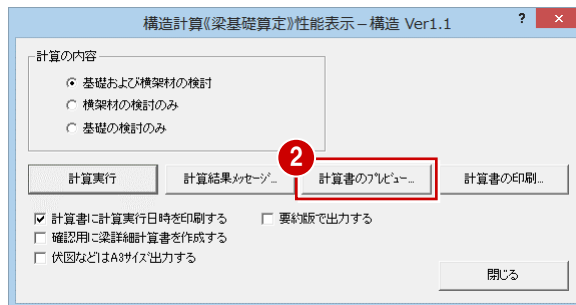 構造計算《梁基礎算定》性能表示－構造 Ver1.1
? ×
計算の内容
基礎および横架材の検討
横架材の検討のみ
基礎の検討のみ
2
計算実行 計算結果ﾒｯｾｰｼﾞ... 計算書のﾌﾟﾚﾋﾞｭｰ... 計算書の印刷...
計算書に計算実行日時を印刷する 要約版で出力する
確認用に梁詳細計算書を作成する
伏図などはA3ｻｲｽﾞ出力する
閉じる